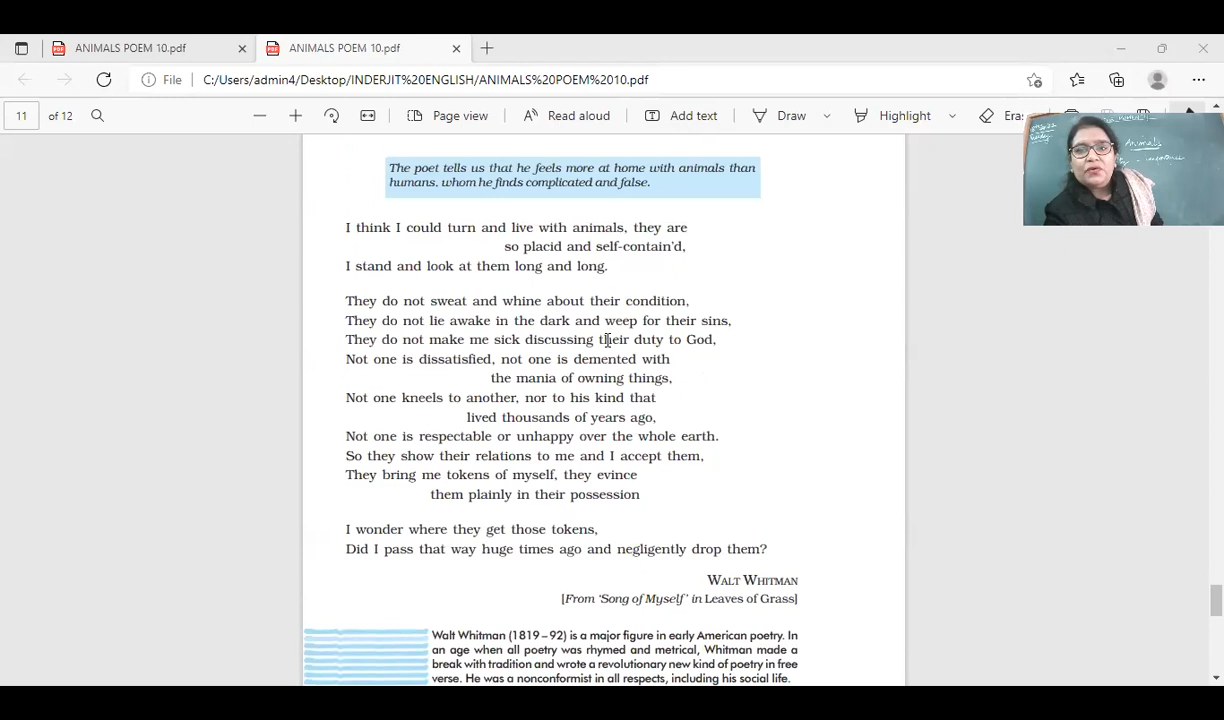 ANIMALS POEM 10.pdf
ANIMALS POEM 10.pdf
File
C:/Users/admin4/Desktop/INDERJIT%20ENGLISH/ANIMALS%20POEM%2010.pdf
11 of 12
Page view
Read aloud
Add text
Draw
Highlight
Animals
The poet tells us that he feels more at home with animals than
humans, whom he finds complicated and false.
I think I could turn and live with animals, they are
so placid and self-contain'd,
I stand and look at them long and long.
They do not sweat and whine about their condition,
They do not lie awake in the dark and weep for their sins,
They do not make me sick discussing their duty to God,
Not one is dissatisfied, not one is demented with
the mania of owning things,
Not one kneels to another, nor to his kind that
lived thousands of years ago,
Not one is respectable or unhappy over the whole earth.
So they show their relations to me and I accept them,
They bring me tokens of myself, they evince
them plainly in their possession
I wonder where they get those tokens,
Did I pass that way huge times ago and negligently drop them?
WALT WHITMAN
[From 'Song of Myself' in Leaves of Grass]
Walt Whitman (1819–92) is a major figure in early American poetry. In
an age when all poetry was rhymed and metrical, Whitman made a
break with tradition and wrote a revolutionary new kind of poetry in free
verse. He was a nonconformist in all respects, including his social life.